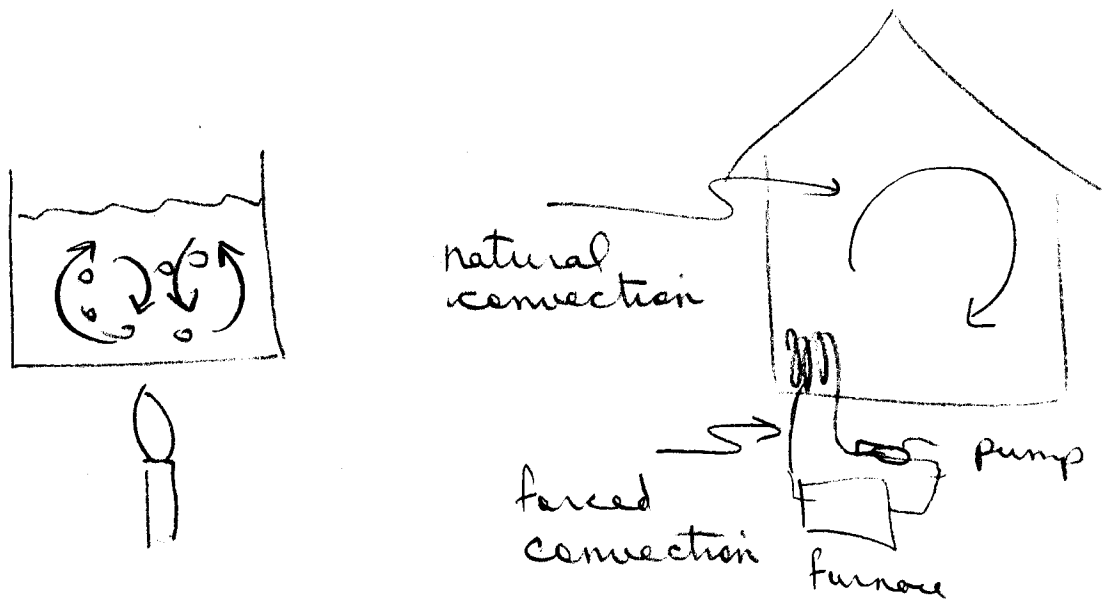 natural
convection
pump
forced
convection
furnace